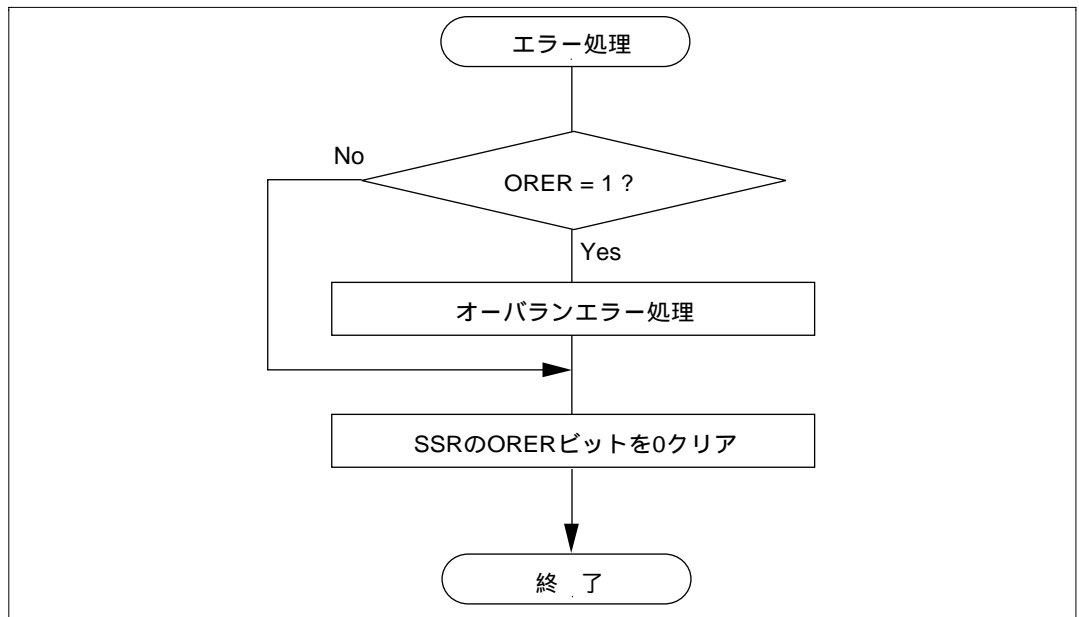 エラー処理
No
ORER = 1 ?
Yes
オーバランエラー処理
SSRのORERビットを0クリア
終 了